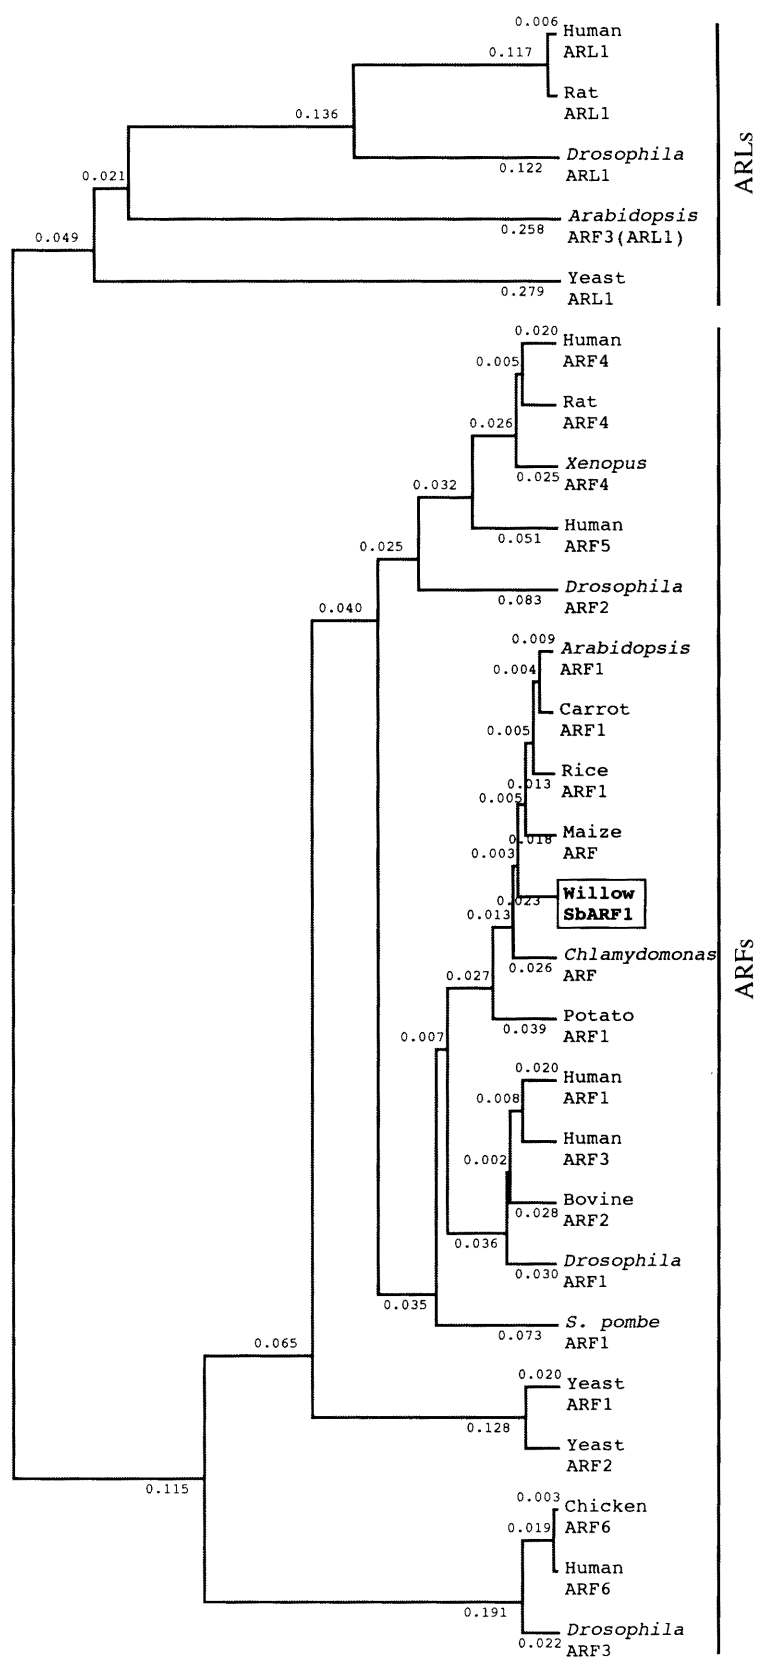 0.006
Human
ARL1
0.117
Rat
ARL1
0.136
Drosophila
0.122
ARL1
0.021
Arabidopsis
0.258
ARF3(ARL1)
0.049
Yeast
0.279
ARL1
ARLs
0.020
Human
ARF4
0.005
Rat
ARF4
0.026
Xenopus
0.025
ARF4
0.032
Human
0.051
ARF5
0.025
Drosophila
0.083
ARF2
0.040
0.009
Arabidopsis
ARF1
0.004
Carrot
ARF1
0.005
Rice
0.013
ARF1
0.005
Maize
0.018
ARF
0.003
Willow
0.023
SbARF1
0.013
Chlamydomonas
0.026
ARF
0.027
Potato
0.039
ARF1
0.007
ARFs
0.020
Human
ARF1
0.008
Human
ARF3
0.002
Bovine
0.028
ARF2
0.036
Drosophila
0.030
ARF1
0.035
S. pombe
0.073
ARF1
0.065
0.020
Yeast
ARF1
0.128
Yeast
ARF2
0.115
0.003
Chicken
ARF6
0.019
Human
ARF6
0.191
Drosophila
0.022
ARF3